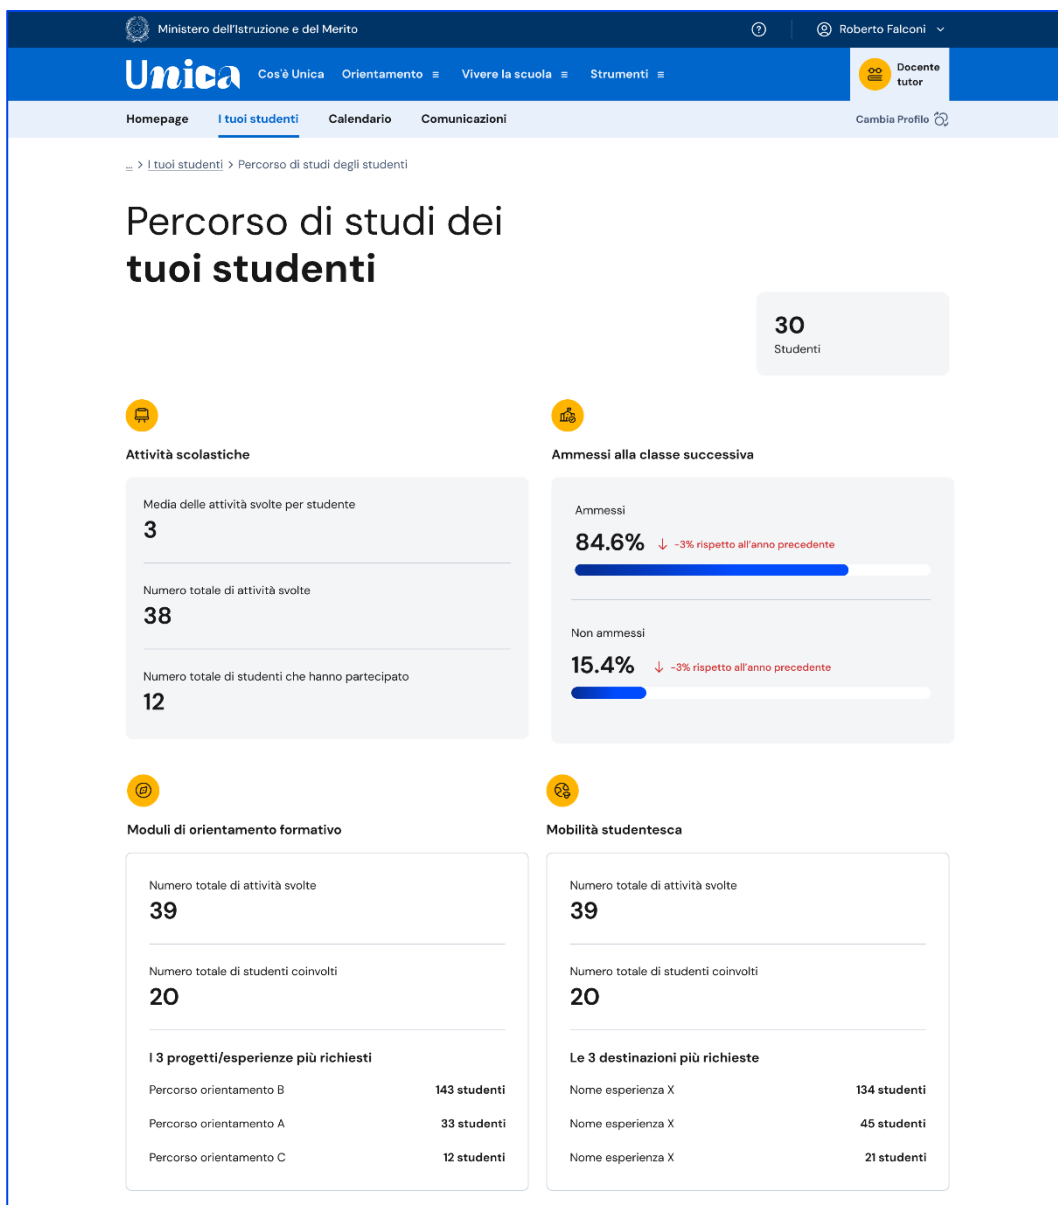 Ministero dell'Istruzione e del Merito
Roberto Falconi
Unica
Cos'è Unica
Orientamento
Vivere la scuola
Strumenti
Docente
tutor
Homepage
I tuoi studenti
Calendario
Comunicazioni
Cambia Profilo
... > I tuoi studenti > Percorso di studi degli studenti
Percorso di studi dei
tuoi studenti
30
Studenti
Attività scolastiche
Media delle attività svolte per studente
3
Numero totale di attività svolte
38
Numero totale di studenti che hanno partecipato
12
Ammessi alla classe successiva
Ammessi
84.6% ↓ -3% rispetto all'anno precedente
Non ammessi
15.4% ↓ -3% rispetto all'anno precedente
Moduli di orientamento formativo
Numero totale di attività svolte
39
Numero totale di studenti coinvolti
20
I 3 progetti/esperienze più richiesti
Percorso orientamento B 143 studenti
Percorso orientamento A 33 studenti
Percorso orientamento C 12 studenti
Mobilità studentesca
Numero totale di attività svolte
39
Numero totale di studenti coinvolti
20
Le 3 destinazioni più richieste
Nome esperienza X 134 studenti
Nome esperienza X 45 studenti
Nome esperienza X 21 studenti